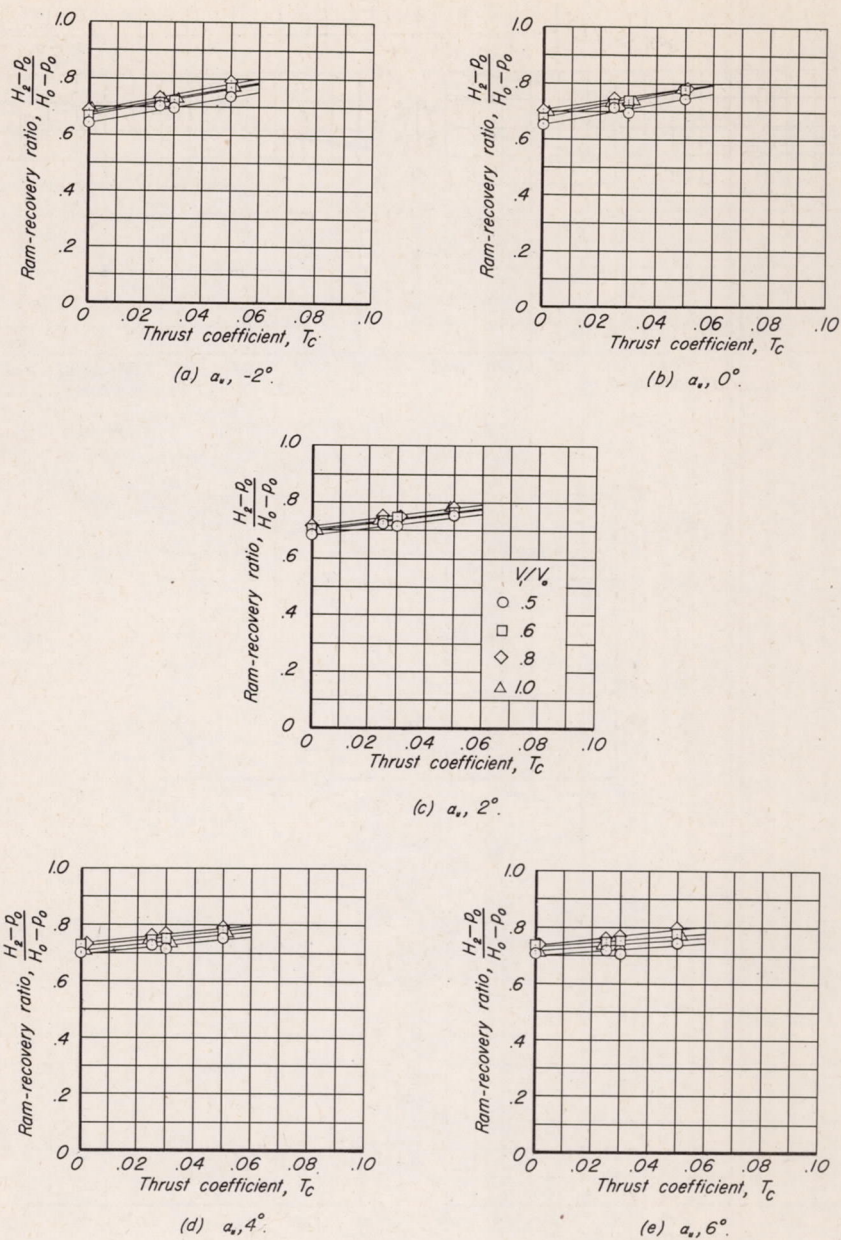 1.0
.8
.6
.4
.2
0
Ram-recovery ratio, H₂-p₀ / H₀-p₀
0 .02 .04 .06 .08 .10
Thrust coefficient, Tc
(a) αᵤ, -2°.
1.0
.8
.6
.4
.2
0
Ram-recovery ratio, H₂-p₀ / H₀-p₀
0 .02 .04 .06 .08 .10
Thrust coefficient, Tc
(b) αᵤ, 0°.
1.0
.8
.6
.4
.2
0
Ram-recovery ratio, H₂-p₀ / H₀-p₀
V₁/V₀
.5
.6
.8
1.0
0 .02 .04 .06 .08 .10
Thrust coefficient, Tc
(c) αᵤ, 2°.
1.0
.8
.6
.4
.2
0
Ram-recovery ratio, H₂-p₀ / H₀-p₀
0 .02 .04 .06 .08 .10
Thrust coefficient, Tc
(d) αᵤ, 4°.
1.0
.8
.6
.4
.2
0
Ram-recovery ratio, H₂-p₀ / H₀-p₀
0 .02 .04 .06 .08 .10
Thrust coefficient, Tc
(e) αᵤ, 6°.